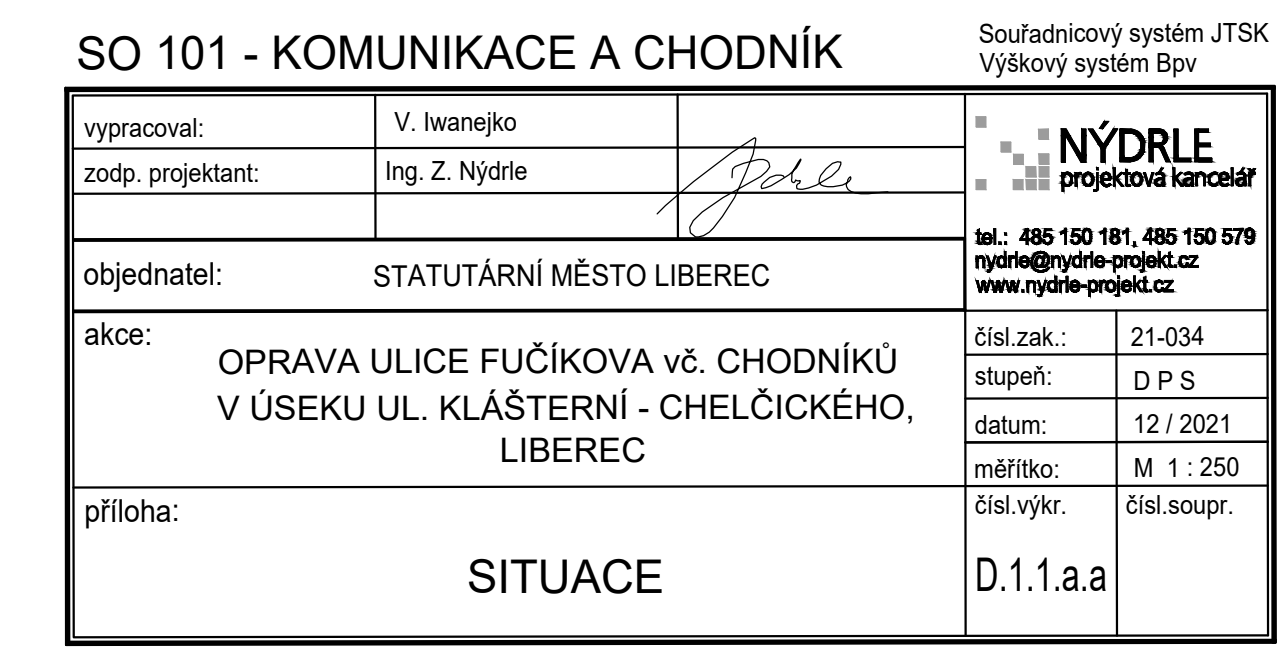 SO 101 - KOMUNIKACE A CHODNÍK
Souřadnicový systém JTSK
Výškový systém Bpv
vypracoval:
V. Iwanejko
zodp. projektant:
Ing. Z. Nýdrle
NÝDRLE
projektová kancelář
tel.: 485 150 181, 485 150 579
nydrle@nydrle-projekt.cz
www.nydrle-projekt.cz
objednatel:
STATUTÁRNÍ MĚSTO LIBEREC
akce:
OPRAVA ULICE FUČÍKOVA vč. CHODNÍKŮ
V ÚSEKU UL. KLÁŠTERNÍ - CHELČICKÉHO,
LIBEREC
čísl.zak.:
21-034
stupeň:
D P S
datum:
12 / 2021
měřítko:
M 1 : 250
příloha:
SITUACE
čísl.výkr.
D.1.1.a.a
čísl.soupr.